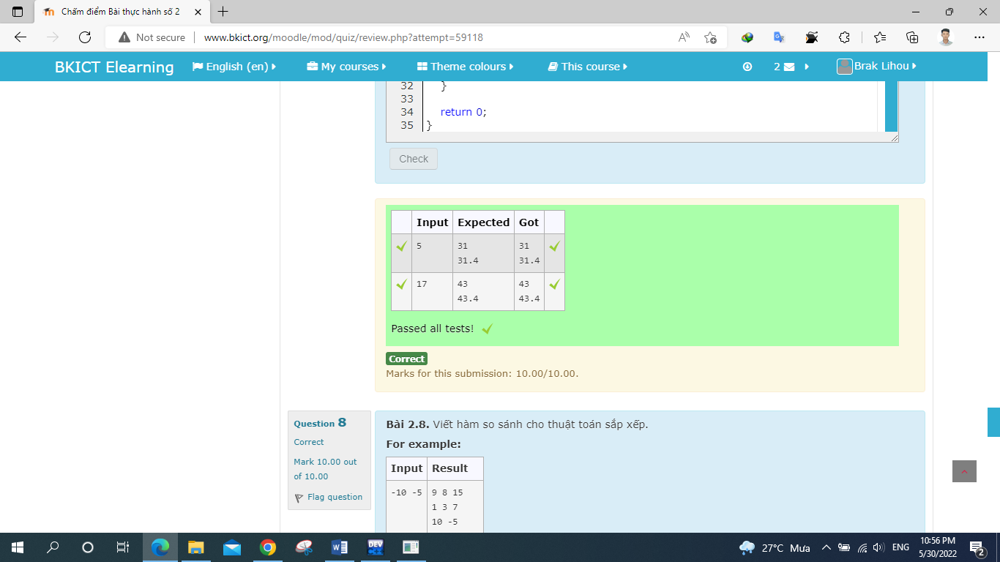 Chấm điểm Bài thực hành số 2
Not secure
www.bkict.org/moodle/mod/quiz/review.php?attempt=59118
BKICT Elearning
English (en)
My courses
Theme colours
This course
2
Brak Lihou
32 }
33
34 return 0;
35 }
Check
Input Expected Got
5 31 31
31.4 31.4
17 43 43
43.4 43.4
Passed all tests!
Correct
Marks for this submission: 10.00/10.00.
Question 8
Correct
Mark 10.00 out
of 10.00
Flag question
Bài 2.8. Viết hàm so sánh cho thuật toán sắp xếp.
For example:
Input Result
-10 -5 9 8 15
1 3 7
10 -5
DEV
27°C Mưa
ENG
10:56 PM
5/30/2022
2